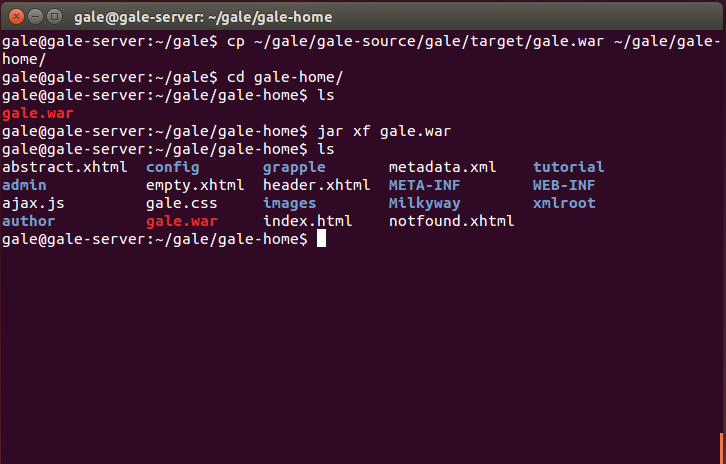 gale@gale-server: ~/gale/gale-home
gale@gale-server:~/gale$ cp ~/gale/gale-source/gale/target/gale.war ~/gale/gale-
home/
gale@gale-server:~/gale$ cd gale-home/
gale@gale-server:~/gale/gale-home$ ls
gale.war
gale@gale-server:~/gale/gale-home$ jar xf gale.war
gale@gale-server:~/gale/gale-home$ ls
abstract.xhtml  config       grapple       metadata.xml    tutorial
admin           empty.xhtml  header.xhtml  META-INF        WEB-INF
ajax.js         gale.css     images        Milkyway        xmlroot
author          gale.war     index.html    notfound.xhtml
gale@gale-server:~/gale/gale-home$